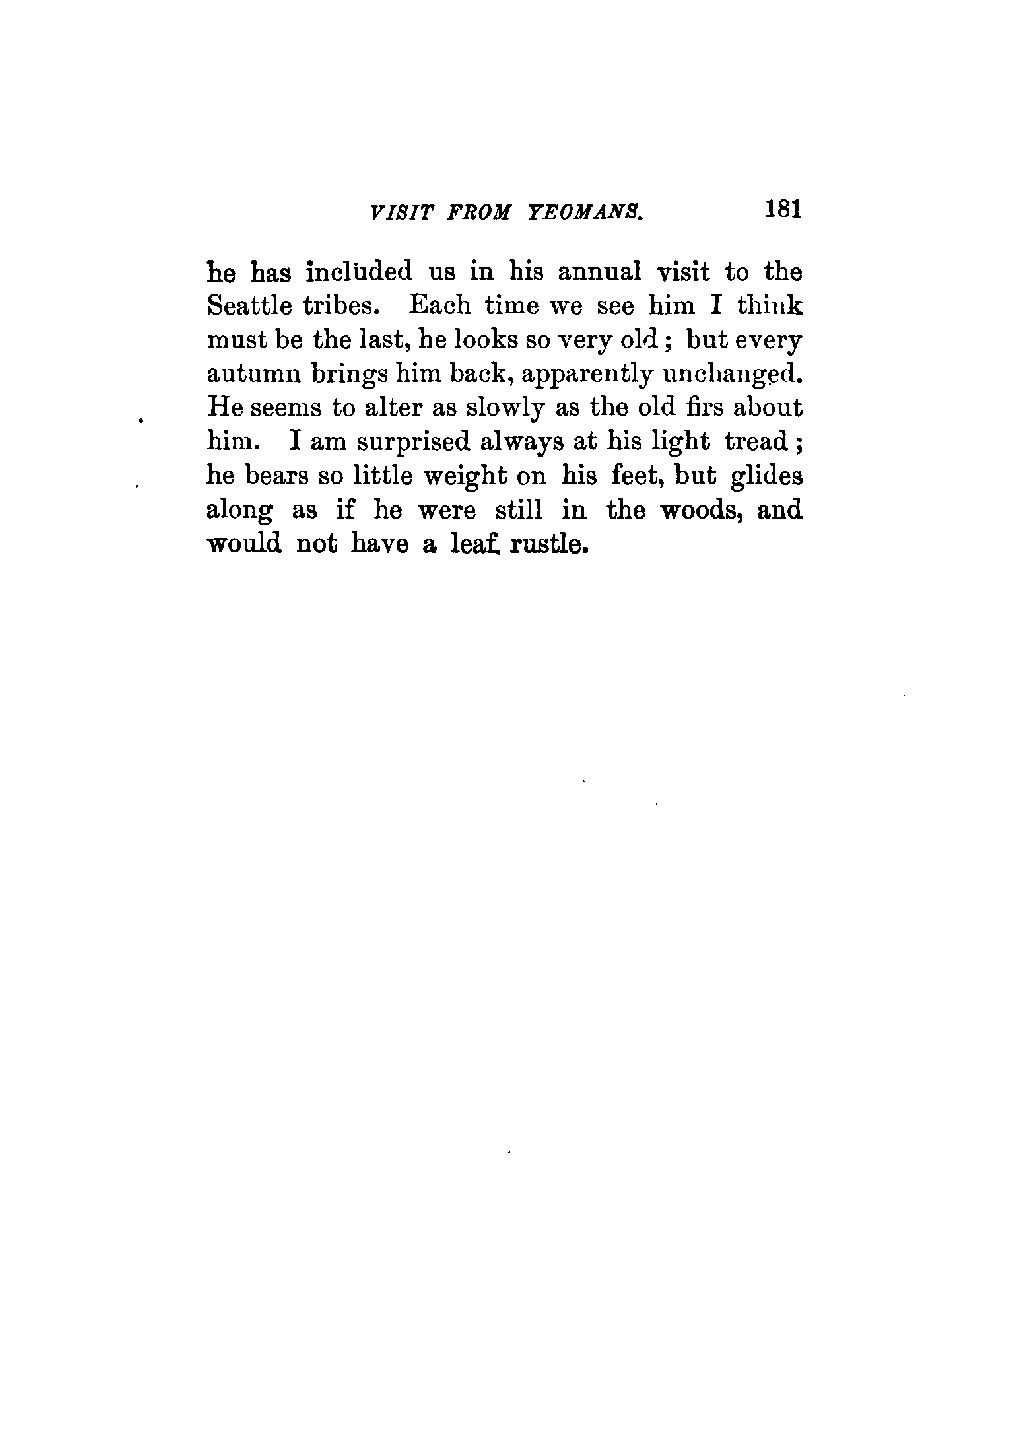 VISIT FROM YEOMANS. 181
he has included us in his annual visit to the
Seattle tribes. Each time we see him I think
must be the last, he looks so very old ; but every
autumn brings him back, apparently unchanged.
He seems to alter as slowly as the old firs about
him. I am surprised always at his light tread ;
he bears so little weight on his feet, but glides
along as if he were still in the woods, and
would not have a leaf rustle.